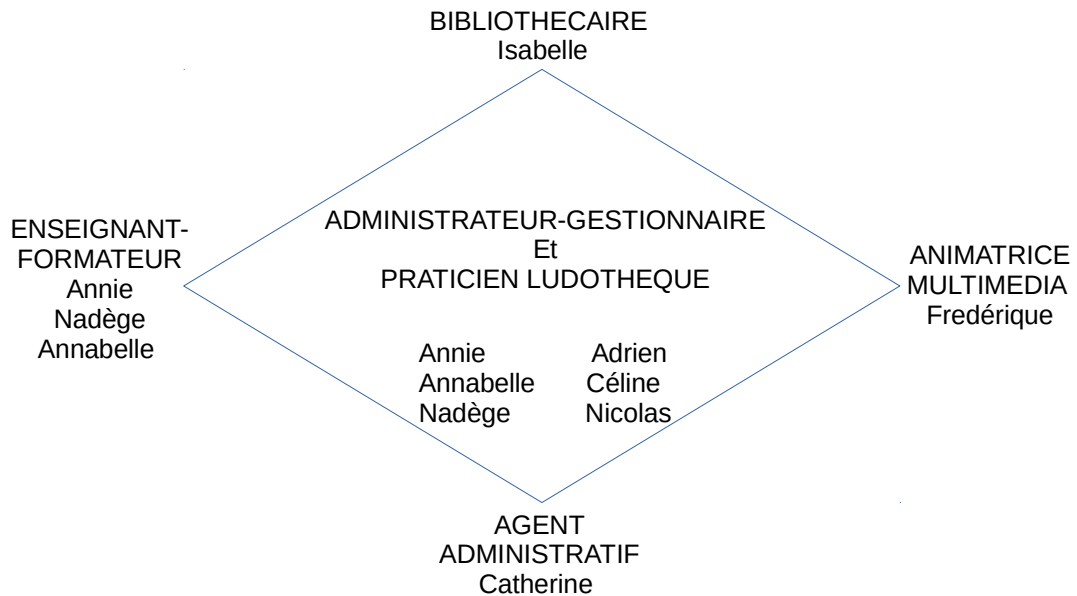 BIBLIOTHECAIRE
Isabelle
ENSEIGNANT-
FORMATEUR
Annie
Nadège
Annabelle
ADMINISTRATEUR-GESTIONNAIRE
Et
PRATICIEN LUDOTHEQUE
Annie Adrien
Annabelle Céline
Nadège Nicolas
ANIMATRICE
MULTIMEDIA
Fredérique
AGENT
ADMINISTRATIF
Catherine